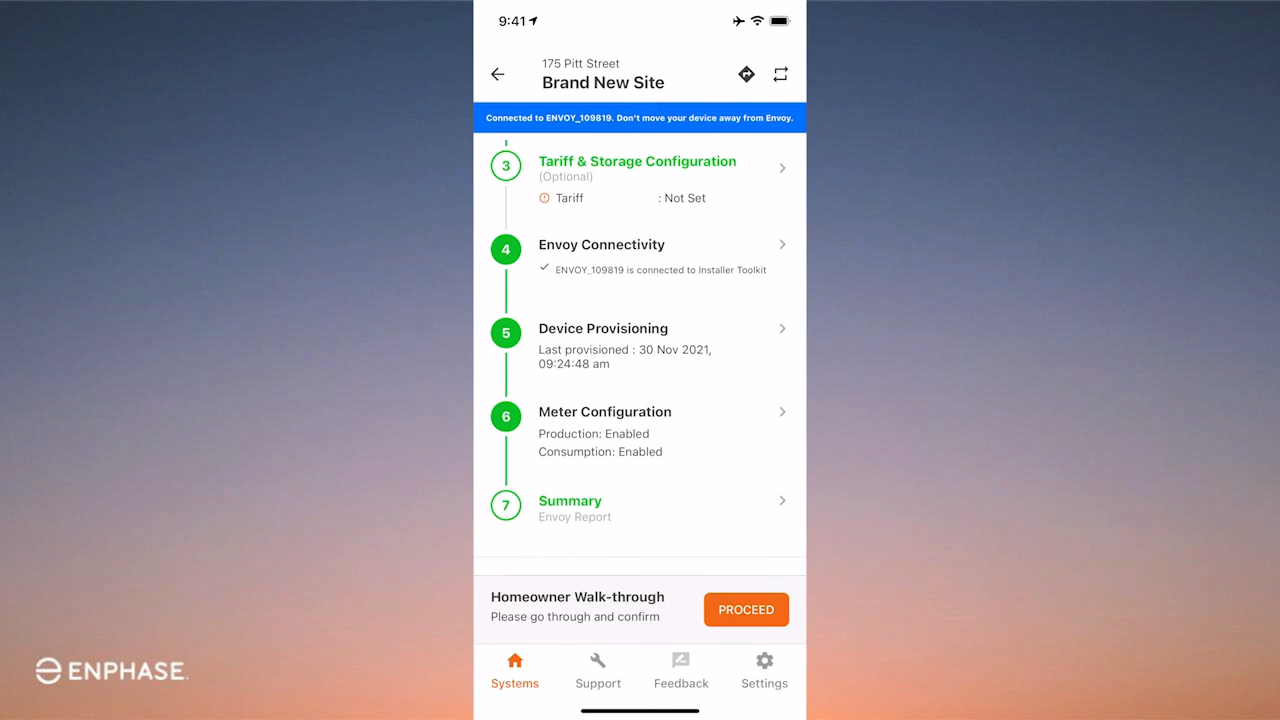 9:41
175 Pitt Street
Brand New Site
Connected to ENVOY_109819. Don't move your device away from Envoy.
3
Tariff & Storage Configuration
(Optional)
Tariff : Not Set
4
Envoy Connectivity
ENVOY_109819 is connected to Installer Toolkit
5
Device Provisioning
Last provisioned : 30 Nov 2021,
09:24:48 am
6
Meter Configuration
Production: Enabled
Consumption: Enabled
7
Summary
Envoy Report
Homeowner Walk-through
Please go through and confirm
PROCEED
Systems Support Feedback Settings
ENPHASE